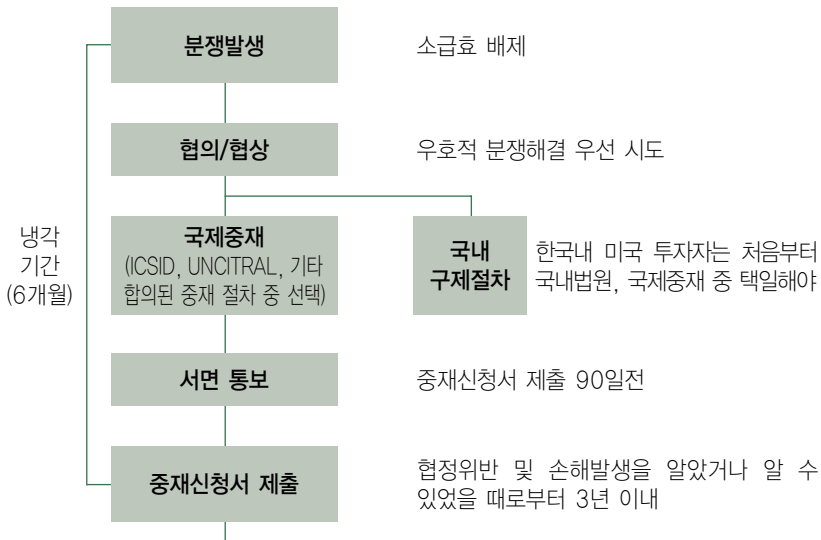 분쟁발생
소급효 배제
협의/협상
우호적 분쟁해결 우선 시도
냉각
기간
(6개월)
국제중재
(ICSID, UNCITRAL, 기타
합의된 중재 절차 중 선택)
국내
구제절차
한국내 미국 투자자는 처음부터
국내법원, 국제중재 중 택일해야
서면 통보
중재신청서 제출 90일전
중재신청서 제출
협정위반 및 손해발생을 알았거나 알 수
있었을 때로부터 3년 이내